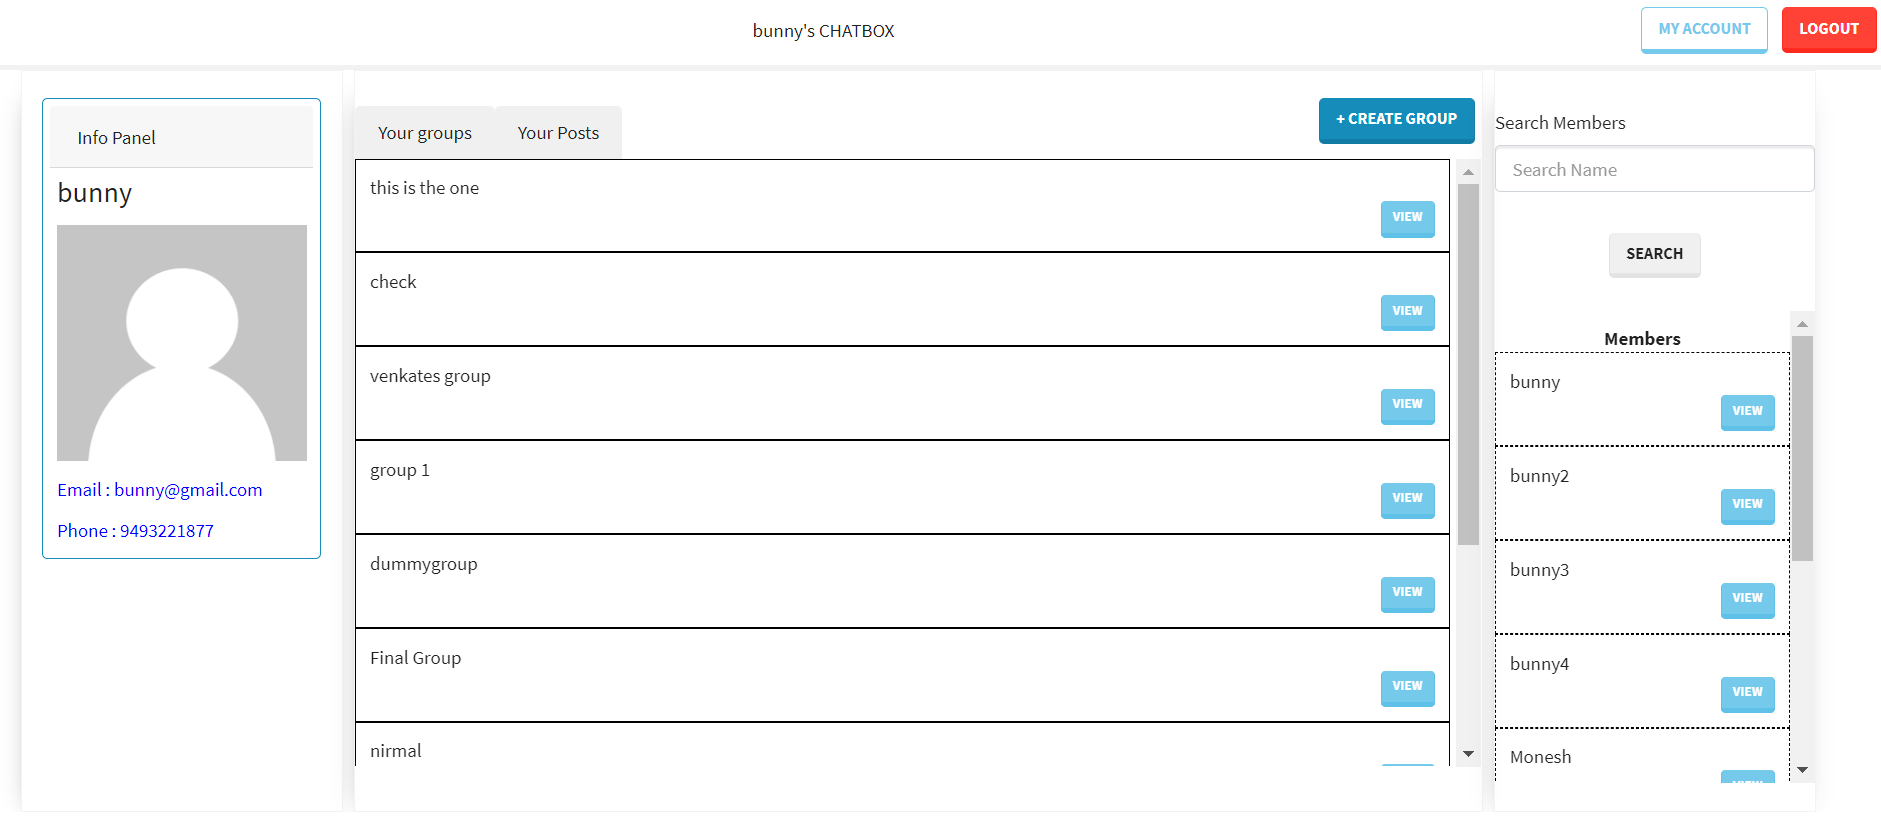 bunny's CHATBOX
MY ACCOUNT
LOGOUT
Info Panel
bunny
Email : bunny@gmail.com
Phone : 9493221877
Your groups
Your Posts
+ CREATE GROUP
this is the one
VIEW
check
VIEW
venkates group
VIEW
group 1
VIEW
dummygroup
VIEW
Final Group
VIEW
nirmal
Search Members
Search Name
SEARCH
Members
bunny
VIEW
bunny2
VIEW
bunny3
VIEW
bunny4
VIEW
Monesh
VIEW